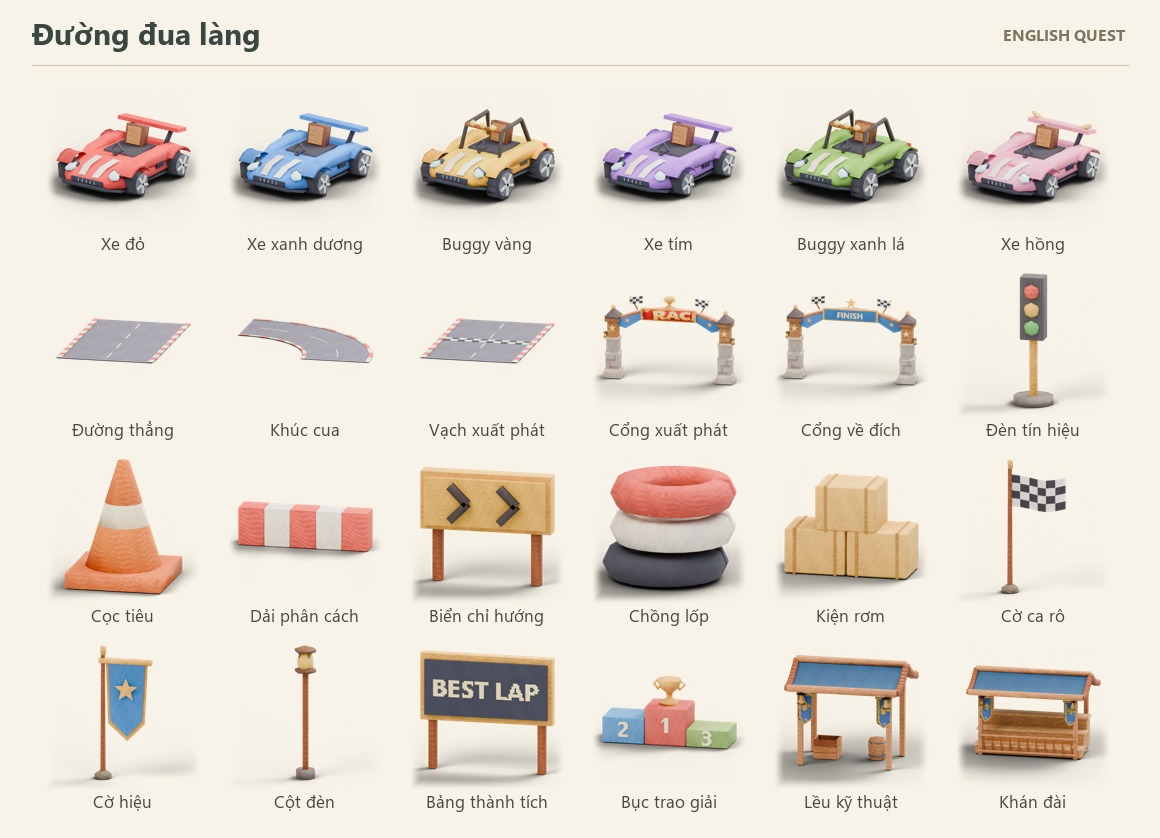 Đường đua làng
ENGLISH QUEST
Xe đỏ
Xe xanh dương
Buggy vàng
Xe tím
Buggy xanh lá
Xe hồng
RAC
FINISH
Đường thẳng
Khúc cua
Vạch xuất phát
Cổng xuất phát
Cổng về đích
Đèn tín hiệu
Cọc tiêu
Dải phân cách
Biển chỉ hướng
Chồng lốp
Kiện rơm
Cờ ca rô
BEST LAP
2
1
3
Cờ hiệu
Cột đèn
Bảng thành tích
Bục trao giải
Lều kỹ thuật
Khán đài